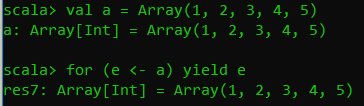 scala> val a = Array(1, 2, 3, 4, 5)
a: Array[Int] = Array(1, 2, 3, 4, 5)
scala> for (e <- a) yield e
res7: Array[Int] = Array(1, 2, 3, 4, 5)